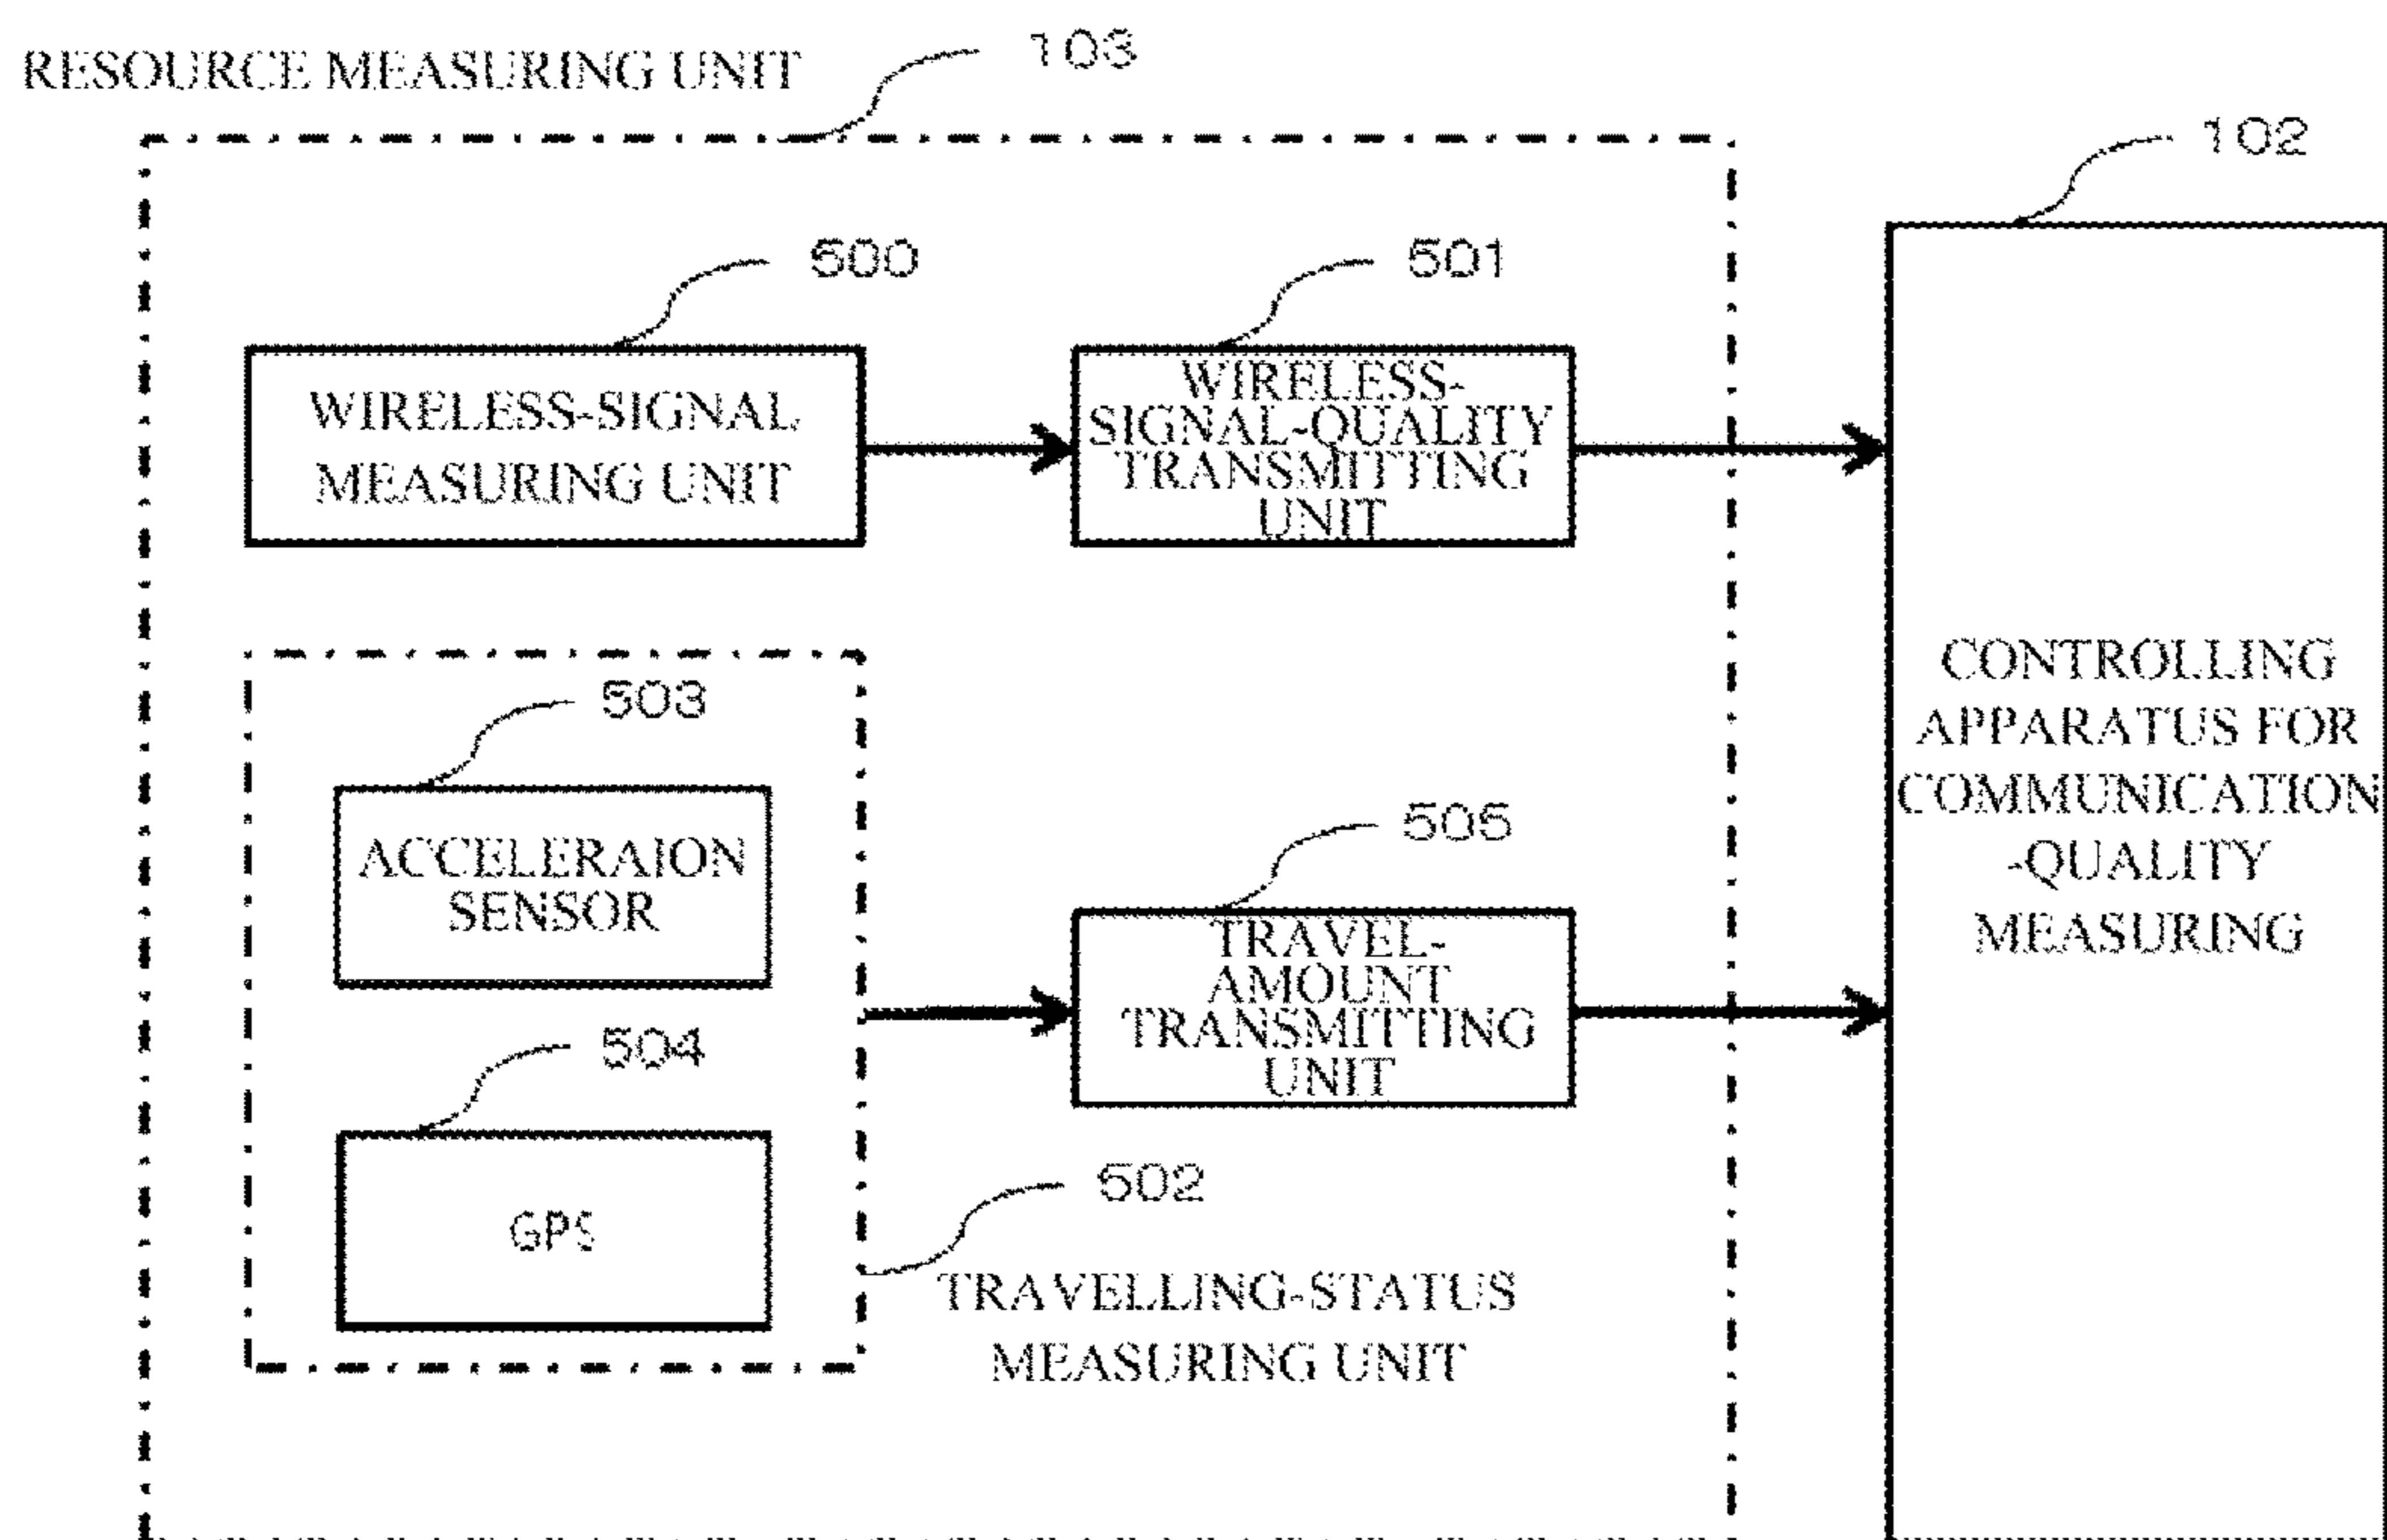 RESOURCE MEASURING UNIT
103
102
500
501
WIRELESS-SIGNAL
MEASURING UNIT
WIRELESS-
SIGNAL-QUALITY
TRANSMITTING
UNIT
503
ACCELERAION
SENSOR
504
GPS
505
TRAVEL-
AMOUNT
TRANSMITTING
UNIT
502
TRAVELLING-STATUS
MEASURING UNIT
CONTROLLING
APPARATUS FOR
COMMUNICATION
-QUALITY
MEASURING